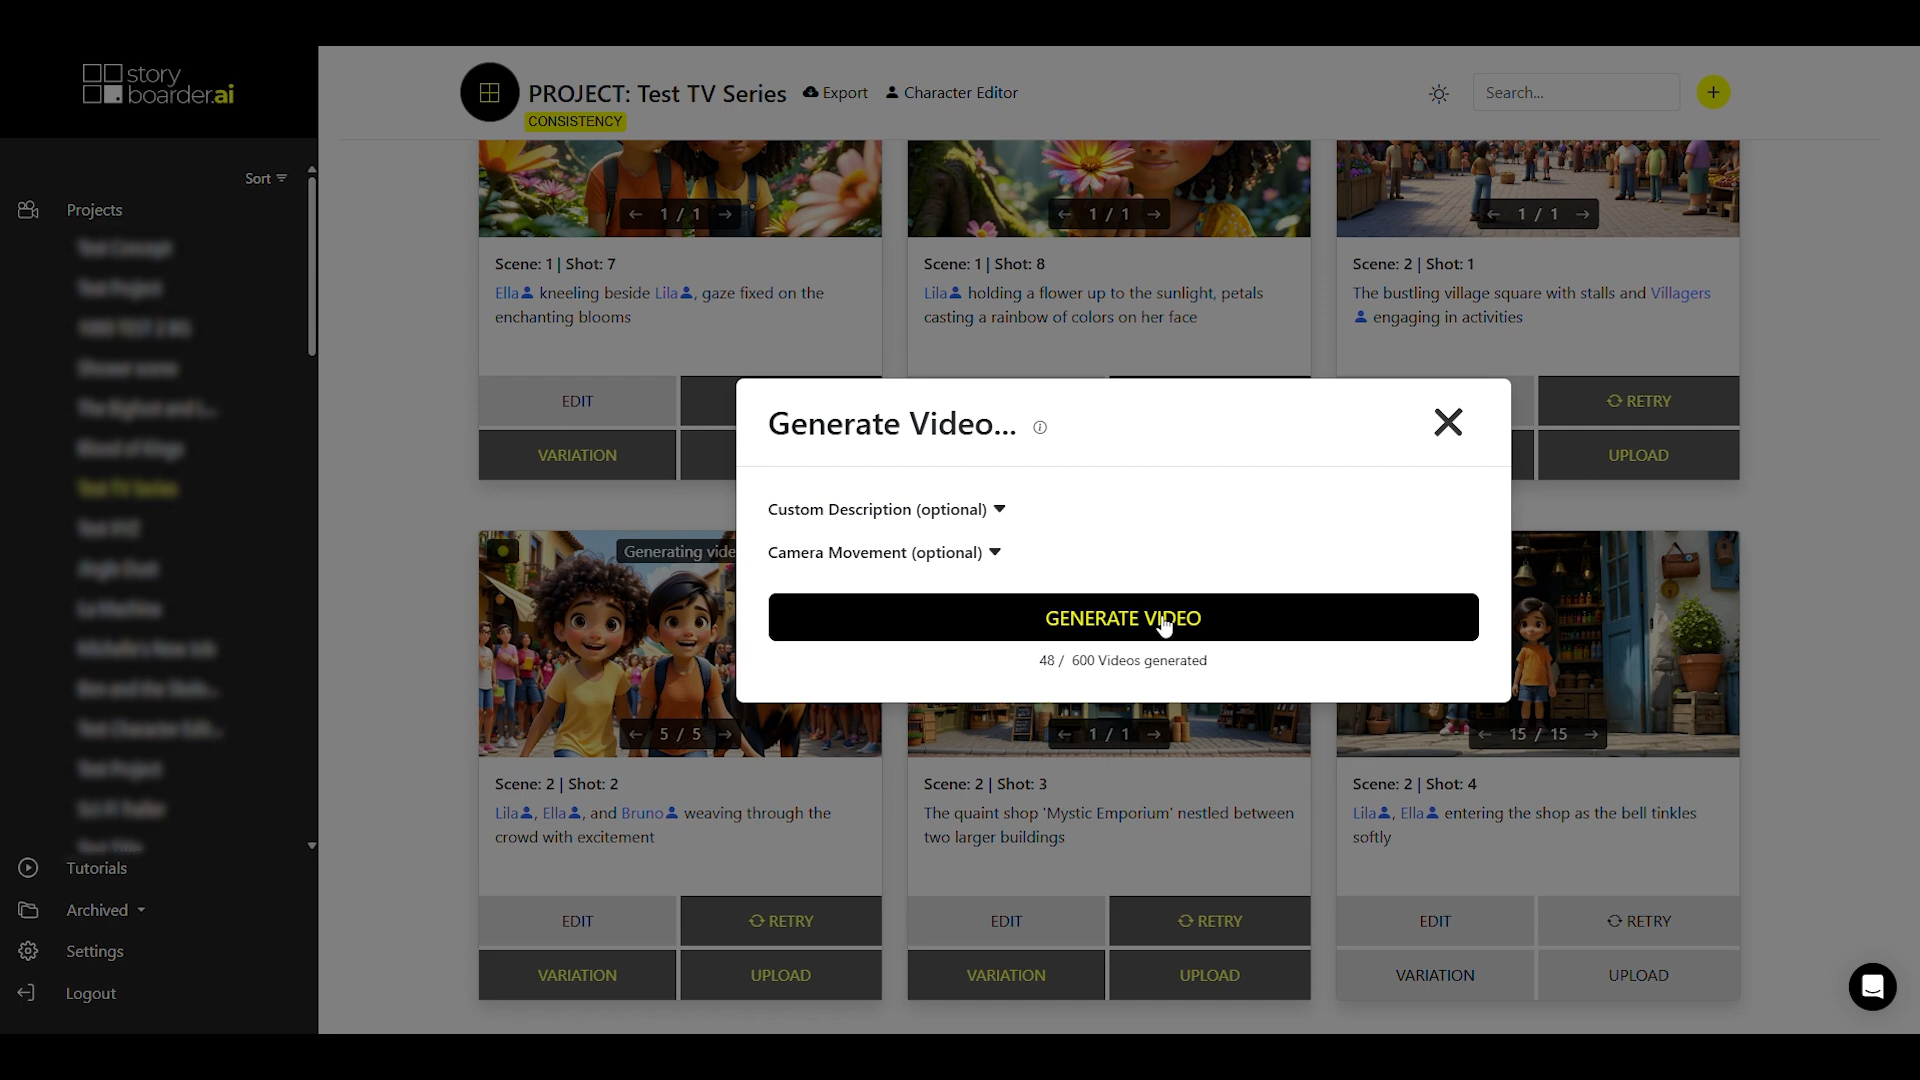 story
boarder.ai
PROJECT: Test TV Series
Export
Character Editor
Search...
+
CONSISTENCY
Sort
Projects
Tutorials
Archived
Settings
Logout
← 1 / 1 →
← 1 / 1 →
← 1 / 1 →
Scene: 1 | Shot: 7
Ella kneeling beside Lila, gaze fixed on the
enchanting blooms
EDIT
VARIATION
Scene: 1 | Shot: 8
Lila holding a flower up to the sunlight, petals
casting a rainbow of colors on her face
Scene: 2 | Shot: 1
The bustling village square with stalls and Villagers
engaging in activities
RETRY
UPLOAD
Generate Video...
Custom Description (optional)
Camera Movement (optional)
GENERATE VIDEO
48 / 600 Videos generated
Generating vide
← 5 / 5 →
← 1 / 1 →
← 15 / 15 →
Scene: 2 | Shot: 2
Lila, Ella, and Bruno weaving through the
crowd with excitement
EDIT
RETRY
VARIATION
UPLOAD
Scene: 2 | Shot: 3
The quaint shop 'Mystic Emporium' nestled between
two larger buildings
EDIT
RETRY
VARIATION
UPLOAD
Scene: 2 | Shot: 4
Lila, Ella entering the shop as the bell tinkles
softly
EDIT
RETRY
VARIATION
UPLOAD